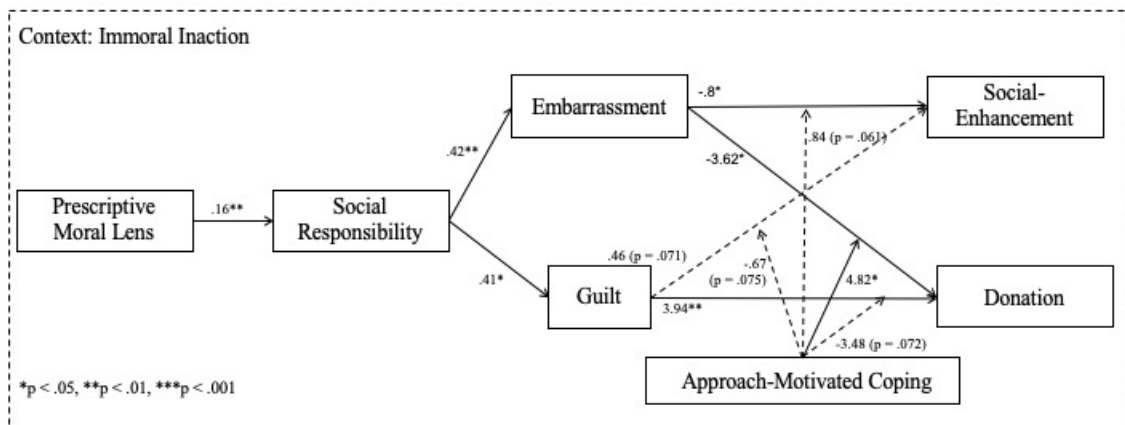 Context: Immoral Inaction
Embarrassment
-.8*
Social-
Enhancement
.84 (p = .061)
.42**
-3.62*
Prescriptive
Moral Lens
.16**
Social
Responsibility
.41*
.46 (p = .071)
-.67
(p = .075)
4.82*
Guilt
3.94**
Donation
-3.48 (p = .072)
Approach-Motivated Coping
*p < .05, **p < .01, ***p < .001